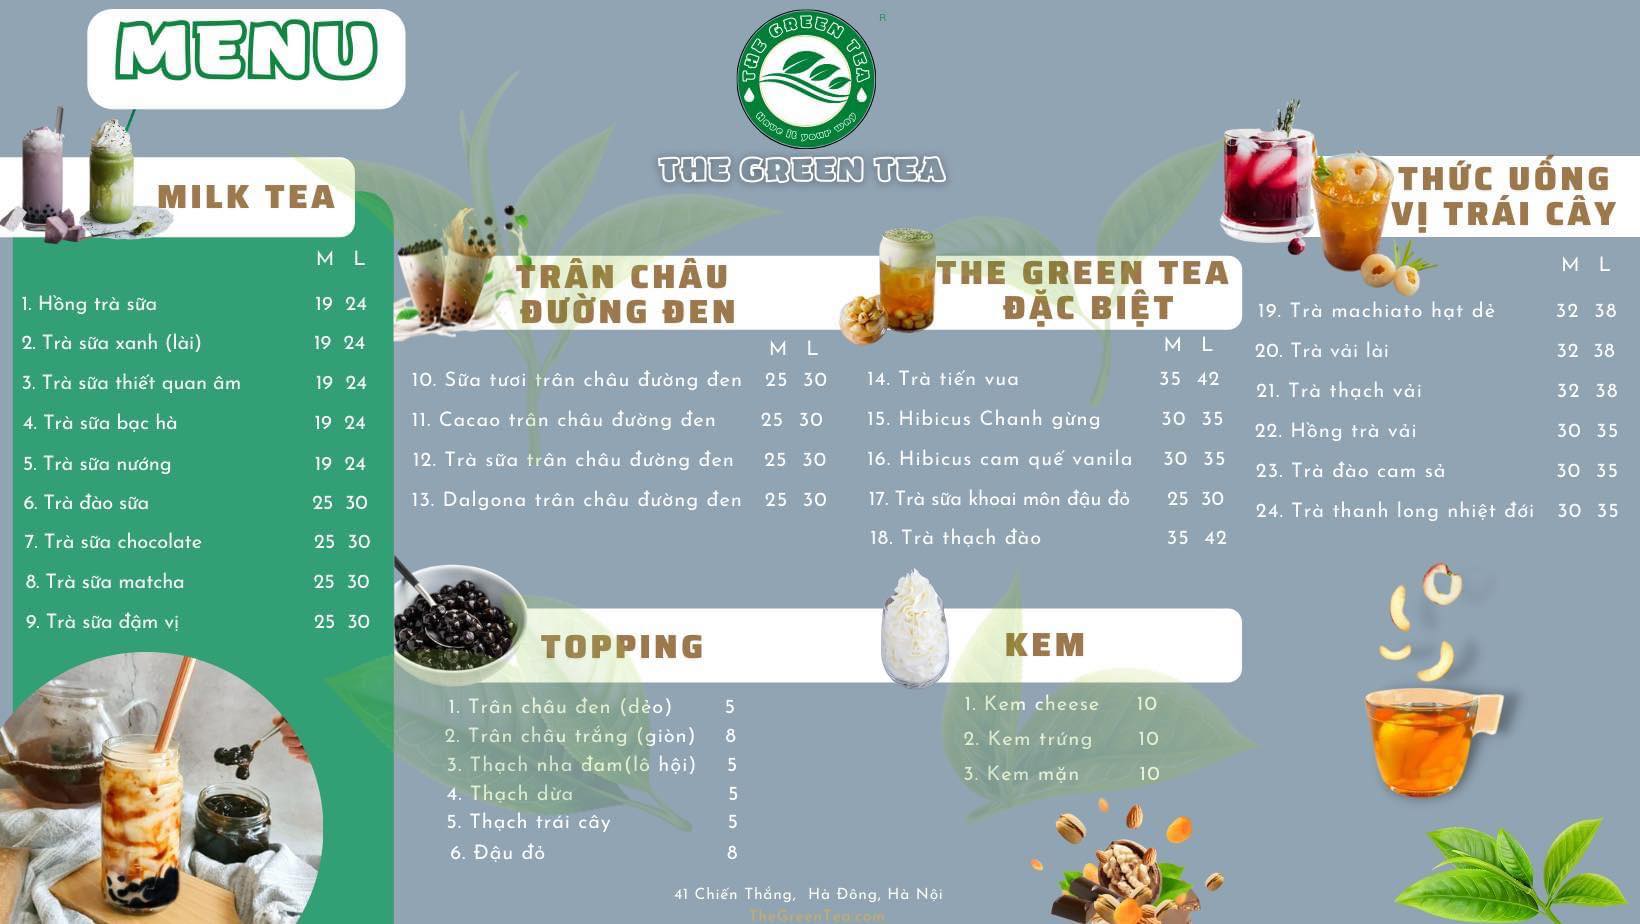 MENU
THE GREEN TEA
Have it your way
R
THE GREEN TEA
MILK TEA
M L
1. Hồng trà sữa 19 24
2. Trà sữa xanh (lài) 19 24
3. Trà sữa thiết quan âm 19 24
4. Trà sữa bạc hà 19 24
5. Trà sữa nướng 19 24
6. Trà đào sữa 25 30
7. Trà sữa chocolate 25 30
8. Trà sữa matcha 25 30
9. Trà sữa đậm vị 25 30
TRÂN CHÂU
ĐƯỜNG ĐEN
M L
10. Sữa tươi trân châu đường đen 25 30
11. Cacao trân châu đường đen 25 30
12. Trà sữa trân châu đường đen 25 30
13. Dalgona trân châu đường đen 25 30
THE GREEN TEA
ĐẶC BIỆT
M L
14. Trà tiến vua 35 42
15. Hibicus Chanh gừng 30 35
16. Hibicus cam quế vanila 30 35
17. Trà sữa khoai môn đậu đỏ 25 30
18. Trà thạch đào 35 42
THỨC UỐNG
VỊ TRÁI CÂY
M L
19. Trà machiato hạt dẻ 32 38
20. Trà vải lài 32 38
21. Trà thạch vải 32 38
22. Hồng trà vải 30 35
23. Trà đào cam sả 30 35
24. Trà thanh long nhiệt đới 30 35
TOPPING
1. Trân châu đen (dẻo) 5
2. Trân châu trắng (giòn) 8
3. Thạch nha đam(lô hội) 5
4. Thạch dừa 5
5. Thạch trái cây 5
6. Đậu đỏ 8
KEM
1. Kem cheese 10
2. Kem trứng 10
3. Kem mặn 10
41 Chiến Thắng, Hà Đông, Hà Nội
TheGreenTea.com